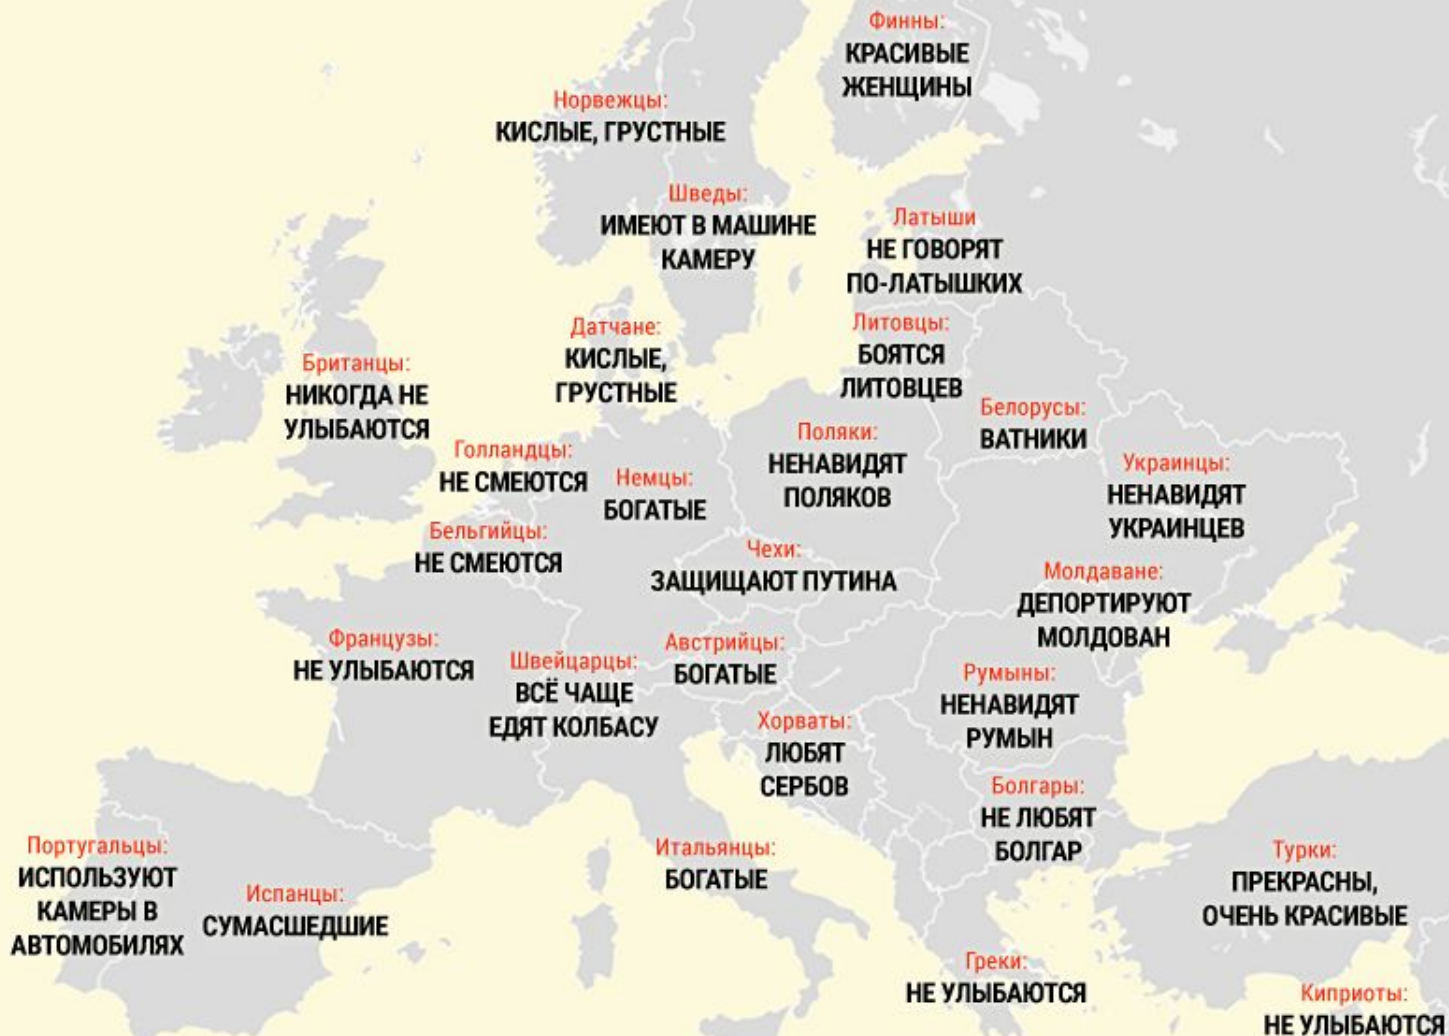 Финны:
КРАСИВЫЕ
ЖЕНЩИНЫ
Норвежцы:
КИСЛЫЕ, ГРУСТНЫЕ
Шведы:
ИМЕЮТ В МАШИНЕ
КАМЕРУ
Латыши
НЕ ГОВОРЯТ
ПО-ЛАТЫШКИХ
Датчане:
КИСЛЫЕ,
ГРУСТНЫЕ
Литовцы:
БОЯТСЯ
ЛИТОВЦЕВ
Британцы:
НИКОГДА НЕ
УЛЫБАЮТСЯ
Белорусы:
ВАТНИКИ
Поляки:
НЕНАВИДЯТ
ПОЛЯКОВ
Голландцы:
НЕ СМЕЮТСЯ
Немцы:
БОГАТЫЕ
Украинцы:
НЕНАВИДЯТ
УКРАИНЦЕВ
Бельгийцы:
НЕ СМЕЮТСЯ
Чехи:
ЗАЩИЩАЮТ ПУТИНА
Молдаване:
ДЕПОРТИРУЮТ
МОЛДОВАН
Французы:
НЕ УЛЫБАЮТСЯ
Швейцарцы:
ВСЁ ЧАЩЕ
ЕДЯТ КОЛБАСУ
Австрийцы:
БОГАТЫЕ
Румыны:
НЕНАВИДЯТ
РУМЫН
Хорваты:
ЛЮБЯТ
СЕРБОВ
Болгары:
НЕ ЛЮБЯТ
БОЛГАР
Португальцы:
ИСПОЛЬЗУЮТ
КАМЕРЫ В
АВТОМОБИЛЯХ
Испанцы:
СУМАСШЕДШИЕ
Итальянцы:
БОГАТЫЕ
Турки:
ПРЕКРАСНЫ,
ОЧЕНЬ КРАСИВЫЕ
Греки:
НЕ УЛЫБАЮТСЯ
Киприоты:
НЕ УЛЫБАЮТСЯ